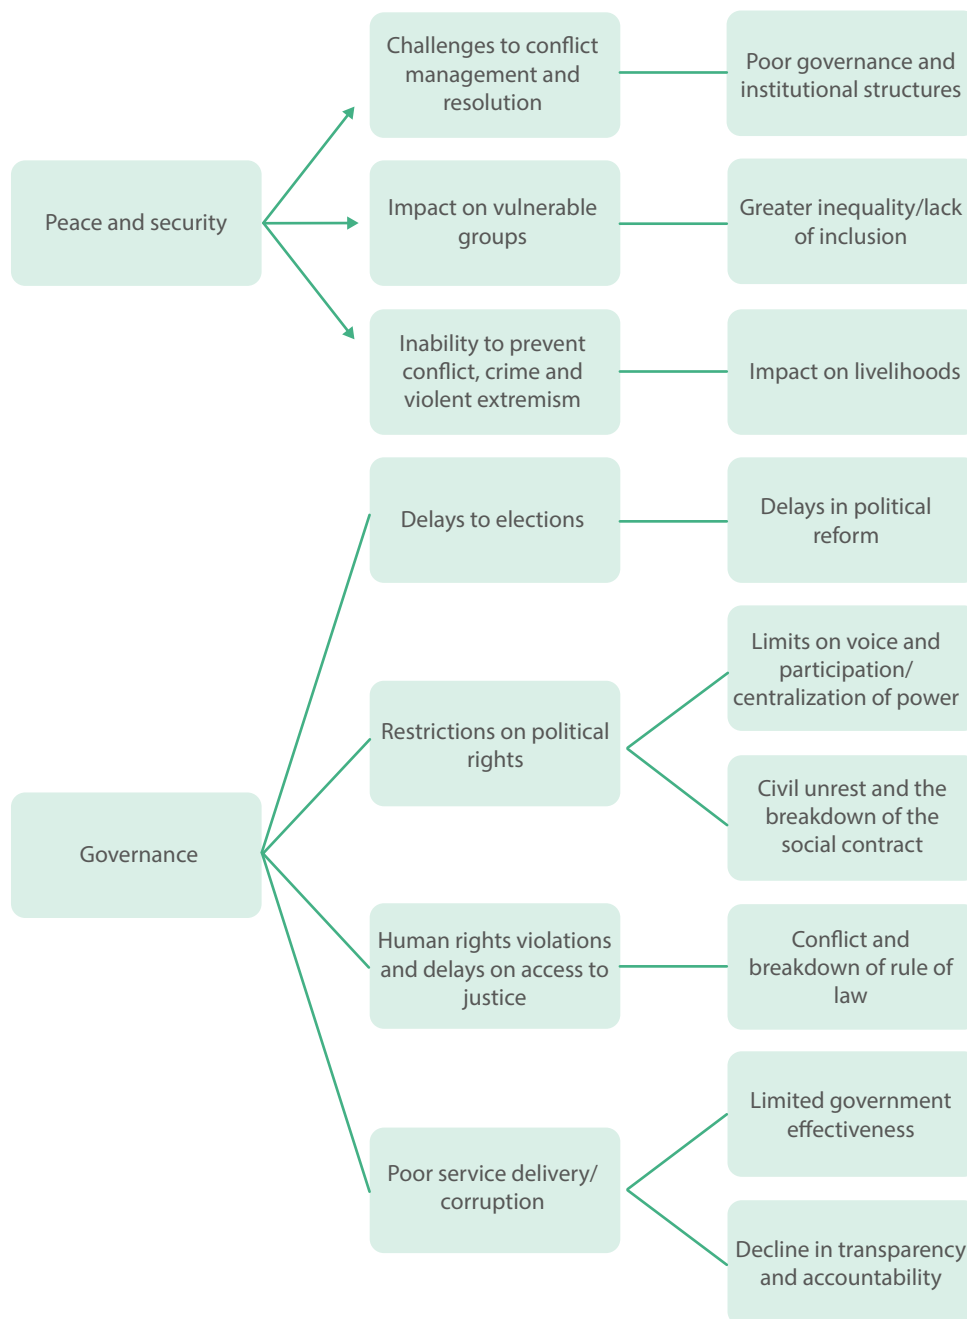 Peace and security
Challenges to conflict
management and
resolution
Poor governance and
institutional structures
Impact on vulnerable
groups
Greater inequality/lack
of inclusion
Inability to prevent
conflict, crime and
violent extremism
Impact on livelihoods
Governance
Delays to elections
Delays in political
reform
Restrictions on political
rights
Limits on voice and
participation/
centralization of power
Civil unrest and the
breakdown of the
social contract
Human rights violations
and delays on access to
justice
Conflict and
breakdown of rule of
law
Poor service delivery/
corruption
Limited government
effectiveness
Decline in transparency
and accountability